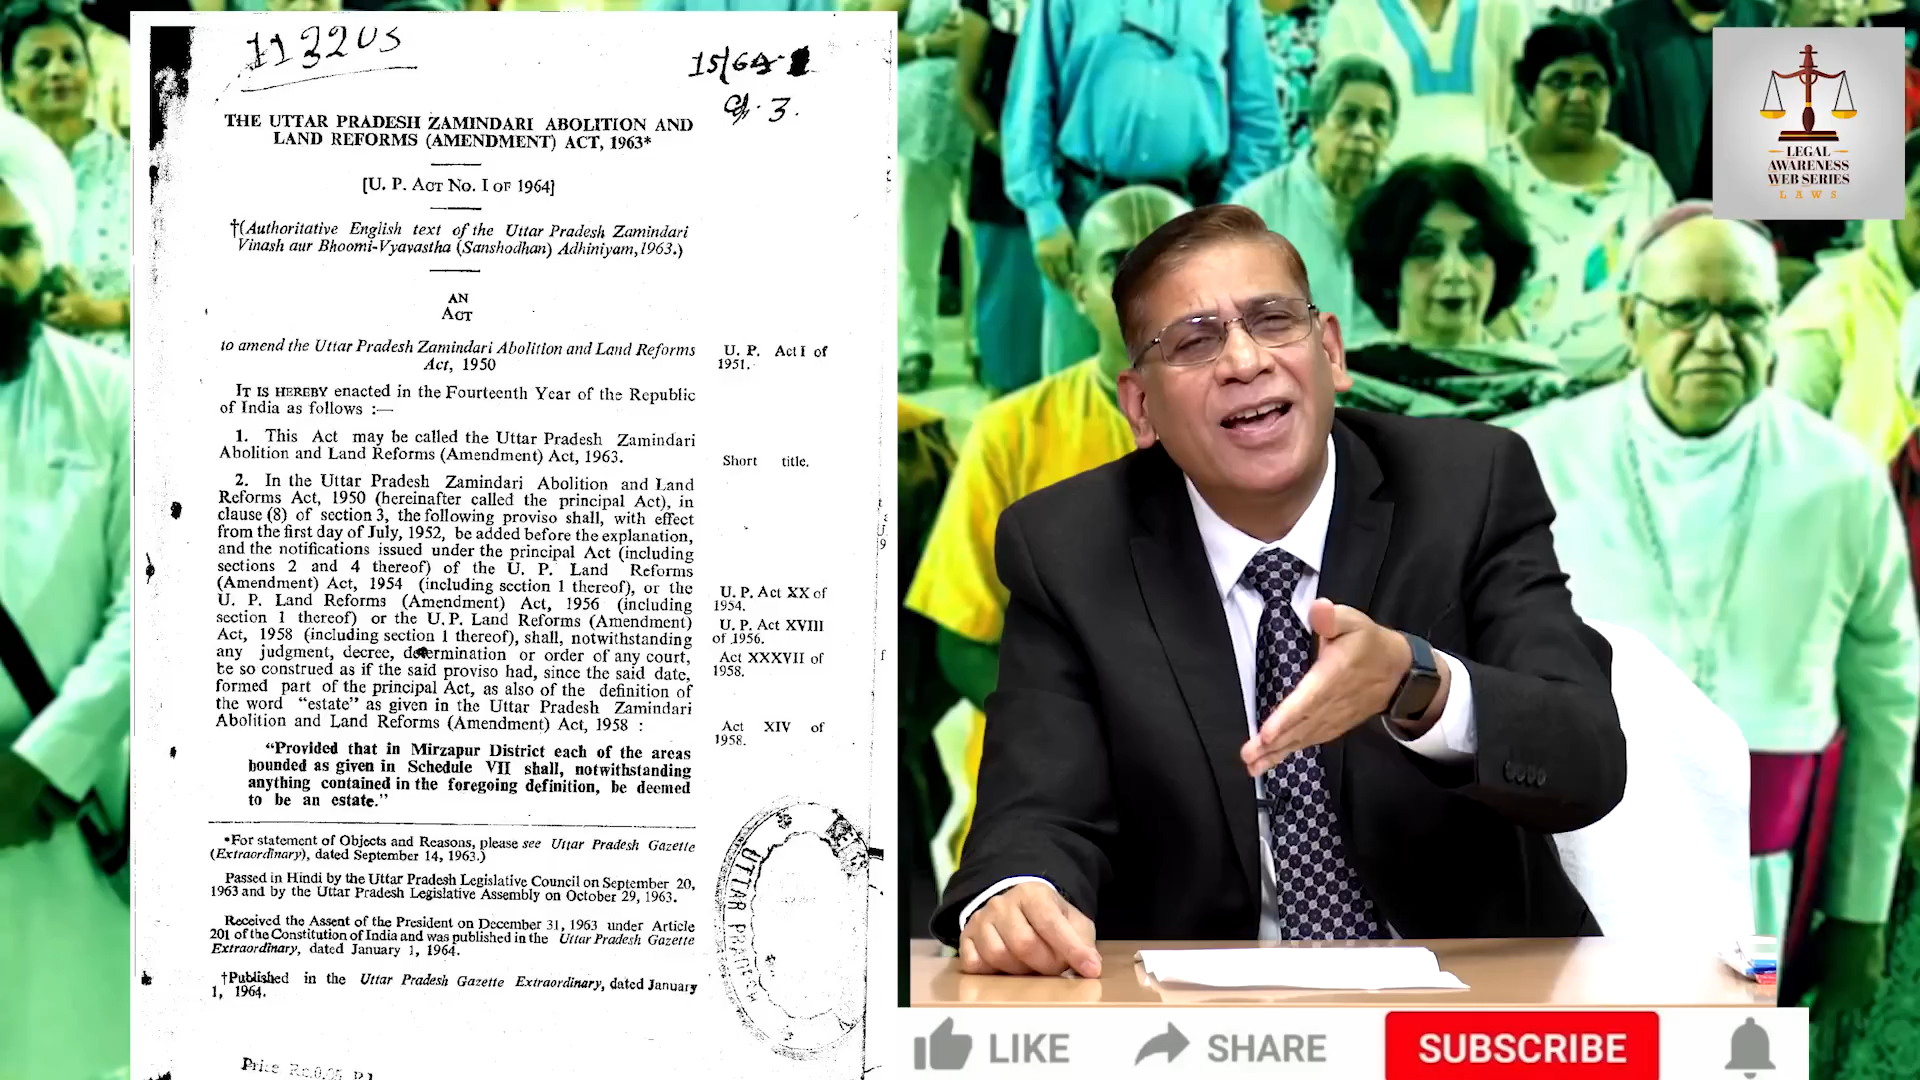 11320S
15/64-1
THE UTTAR PRADESH ZAMINDARI ABOLITION AND
LAND REFORMS (AMENDMENT) ACT, 1963*
[U. P. ACT NO. I OF 1964]
†(Authoritative English text of the Uttar Pradesh Zamindari
Vinash aur Bhoomi-Vyavastha (Sanshodhan) Adhiniyam,1963.)
AN
ACT
to amend the Uttar Pradesh Zamindari Abolition and Land Reforms
Act, 1950
U. P. Act I of
1951.
IT IS HEREBY enacted in the Fourteenth Year of the Republic
of India as follows :—
1. This Act may be called the Uttar Pradesh Zamindari
Abolition and Land Reforms (Amendment) Act, 1963.
Short title.
2. In the Uttar Pradesh Zamindari Abolition and Land
Reforms Act, 1950 (hereinafter called the principal Act), in
clause (8) of section 3, the following proviso shall, with effect
from the first day of July, 1952, be added before the explanation,
and the notifications issued under the principal Act (including
sections 2 and 4 thereof) of the U. P. Land Reforms
(Amendment) Act, 1954 (including section 1 thereof), or the
U. P. Land Reforms (Amendment) Act, 1956 (including
section 1 thereof) or the U. P. Land Reforms (Amendment)
Act, 1958 (including section 1 thereof), shall, notwithstanding
any judgment, decree, determination or order of any court,
be so construed as if the said proviso had, since the said date,
formed part of the principal Act, as also of the definition of
the word "estate" as given in the Uttar Pradesh Zamindari
Abolition and Land Reforms (Amendment) Act, 1958 :
U. P. Act XX of
1954.
U. P. Act XVIII
of 1956.
Act XXXVII of
1958.
Act XIV of
1958.
"Provided that in Mirzapur District each of the areas
bounded as given in Schedule VII shall, notwithstanding
anything contained in the foregoing definition, be deemed
to be an estate."
*For statement of Objects and Reasons, please see Uttar Pradesh Gazette
(Extraordinary), dated September 14, 1963.)
Passed in Hindi by the Uttar Pradesh Legislative Council on September 20,
1963 and by the Uttar Pradesh Legislative Assembly on October 29, 1963.
Received the Assent of the President on December 31, 1963 under Article
201 of the Constitution of India and was published in the Uttar Pradesh Gazette
Extraordinary, dated January 1, 1964.
†Published in the Uttar Pradesh Gazette Extraordinary, dated January
1, 1964.
UTTAR PRADESH
LEGAL
AWARENESS
WEB SERIES
LAWS
LIKE
SHARE
SUBSCRIBE